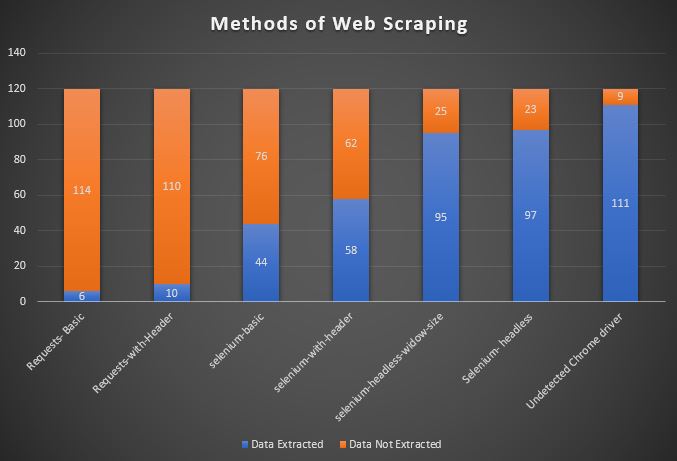 Methods of Web Scraping
140
120
100
80
60
40
20
0
114
110
76
62
25
23
9
6
10
44
58
95
97
111
Requests- Basic
Requests-with-Header
selenium-basic
selenium-with-header
selenium-headless-widow-size
Selenium- headless
Undetected Chrome driver
Data Extracted
Data Not Extracted